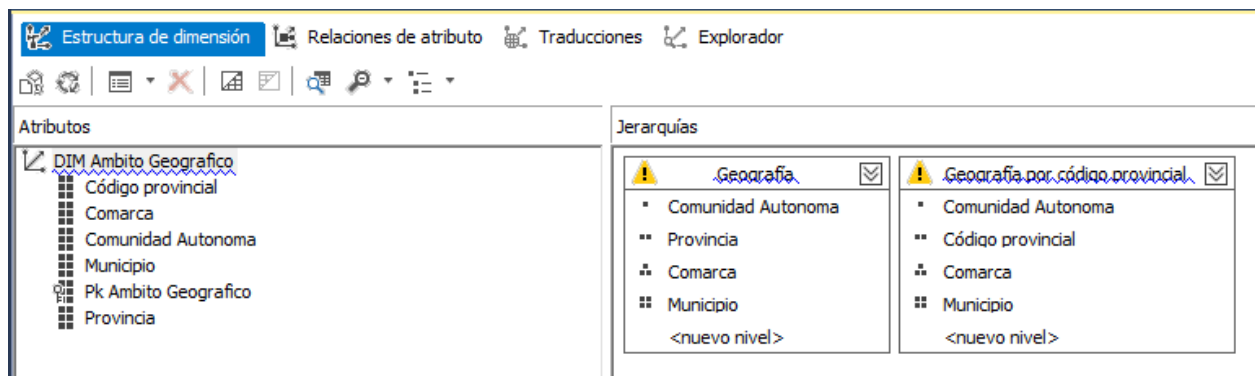 Estructura de dimensión Relaciones de atributo Traducciones Explorador
Atributos
DIM Ambito Geografico
Código provincial
Comarca
Comunidad Autonoma
Municipio
Pk Ambito Geografico
Provincia
Jerarquías
Geografía
Comunidad Autonoma
Provincia
Comarca
Municipio
<nuevo nivel>
Geografía por código provincial
Comunidad Autonoma
Código provincial
Comarca
Municipio
<nuevo nivel>